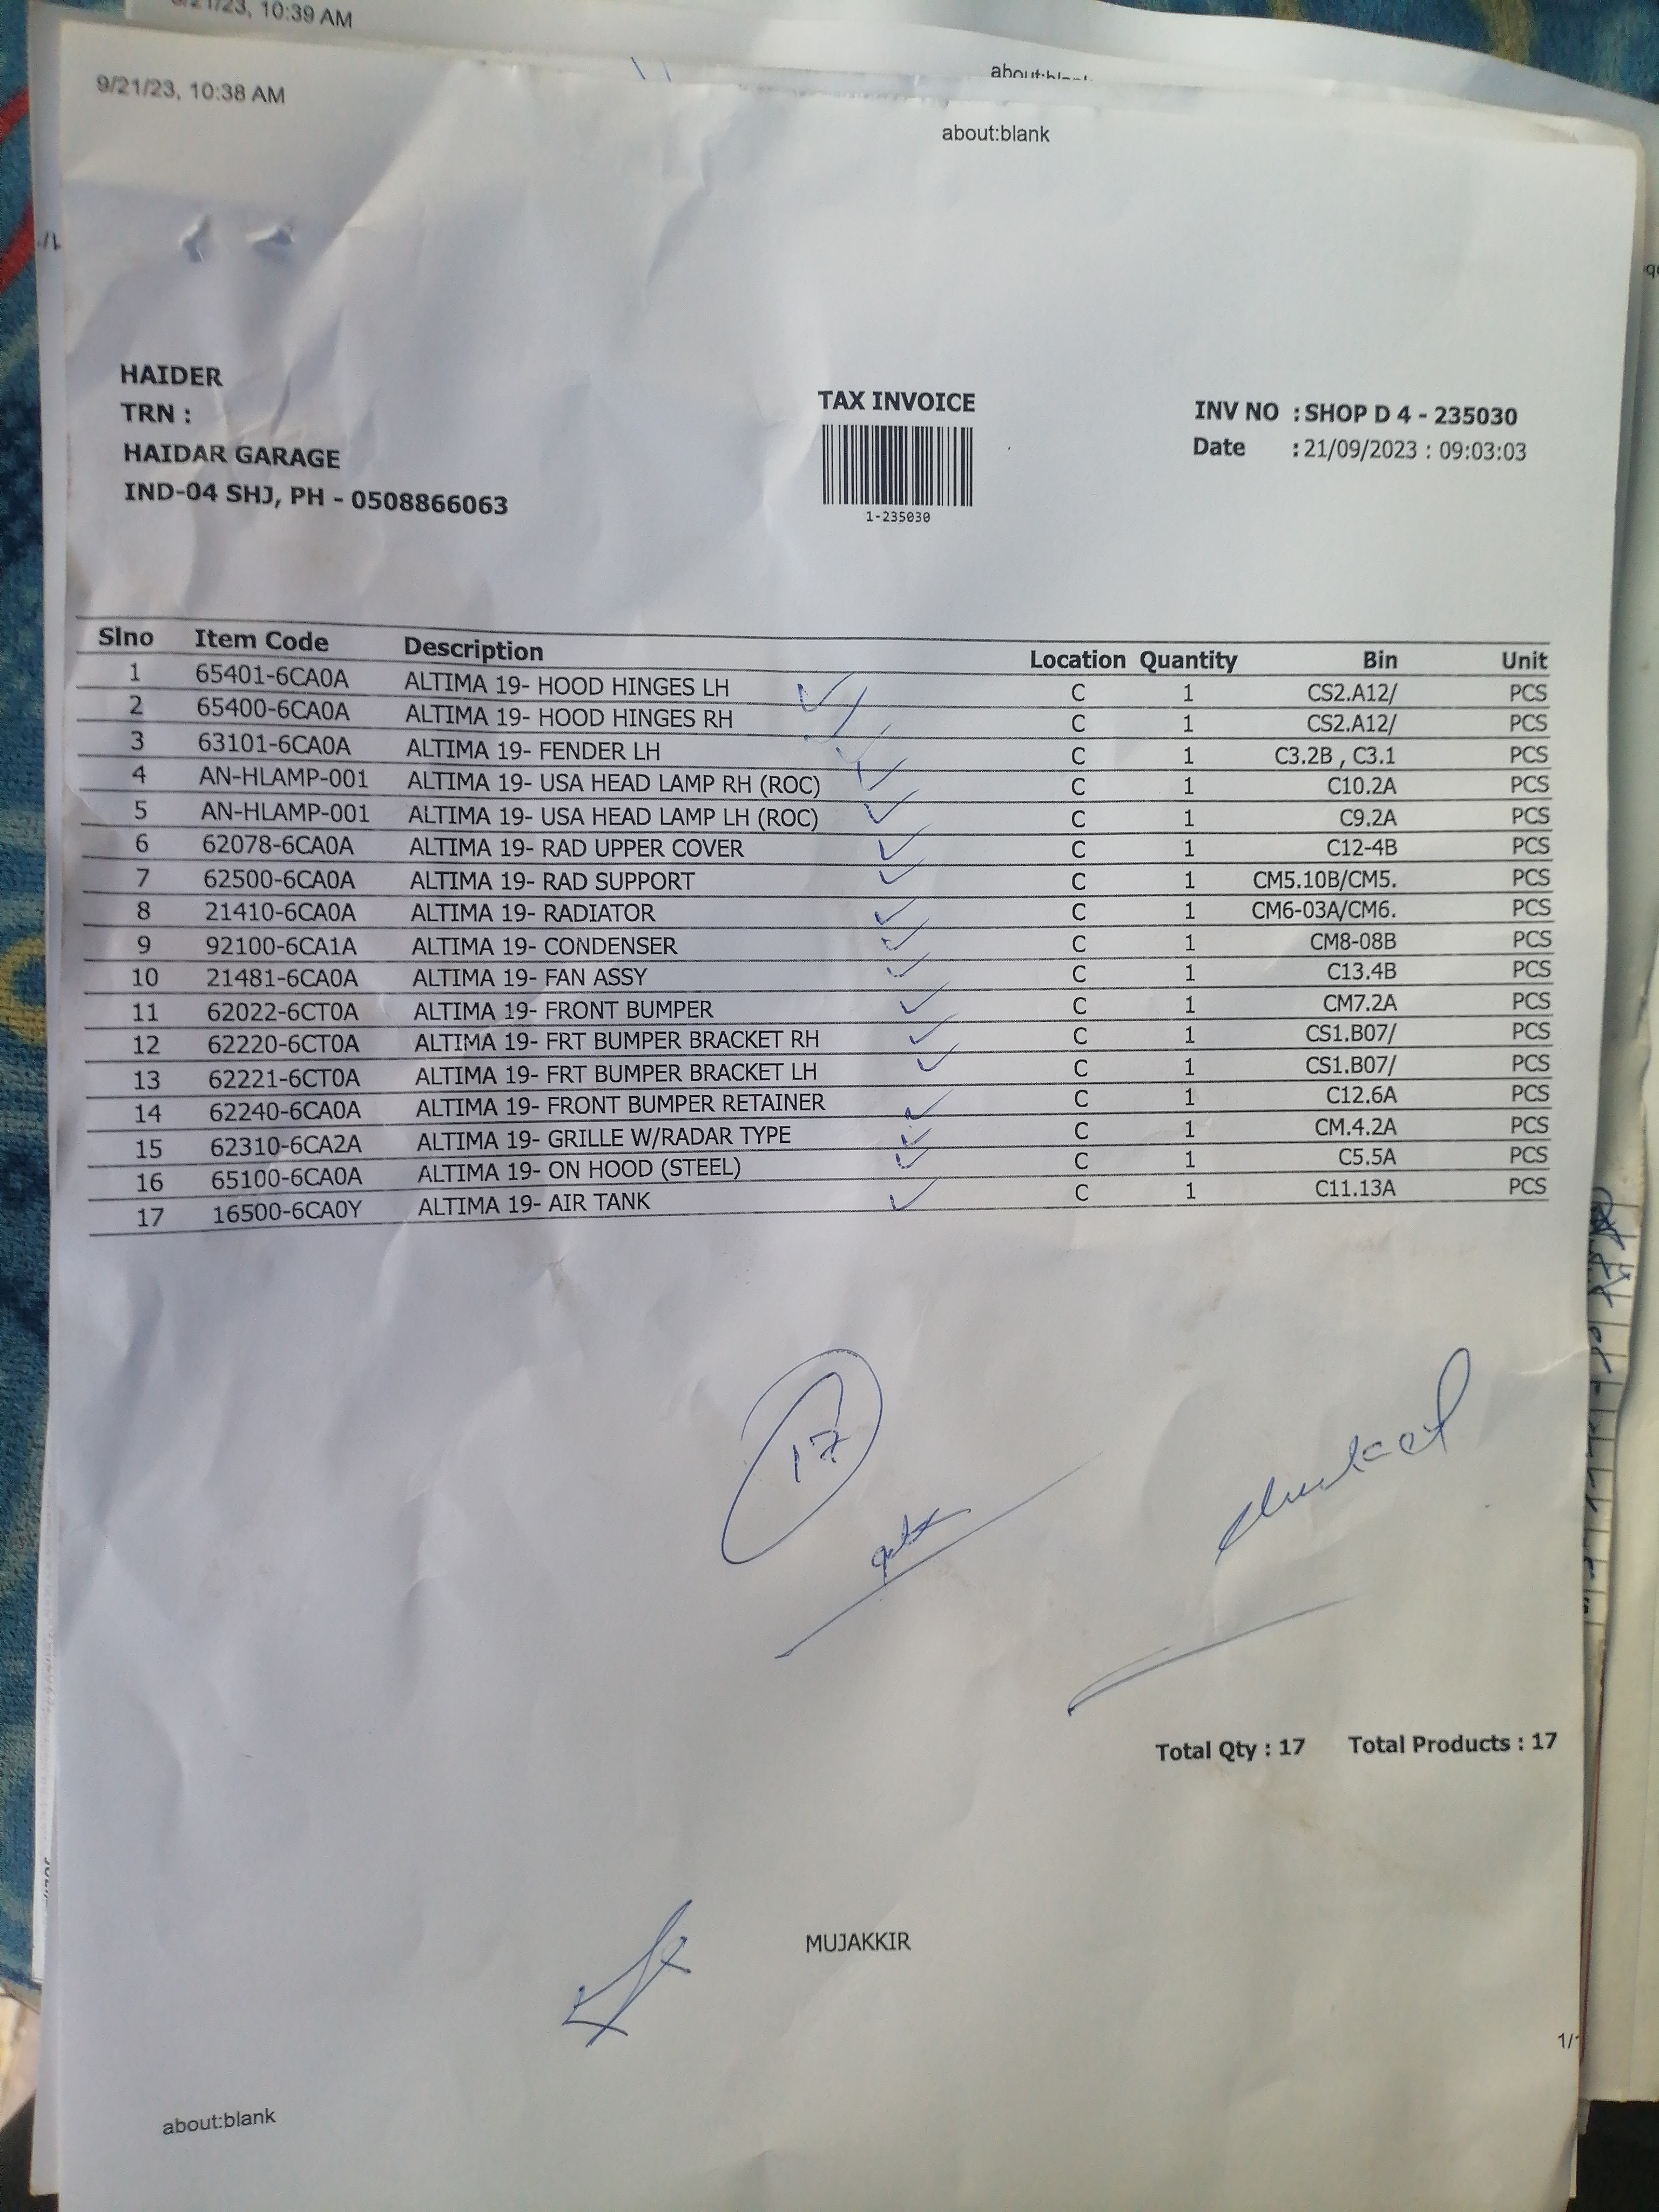 9/21/23, 10:39 AM
9/21/23, 10:38 AM
about:blank
HAIDER
TRN :
HAIDAR GARAGE
IND-04 SHJ, PH - 0508866063
TAX INVOICE
1-235030
INV NO : SHOP D 4 - 235030
Date : 21/09/2023 : 09:03:03
Slno Item Code Description Location Quantity Bin Unit
1 65401-6CA0A ALTIMA 19- HOOD HINGES LH C 1 CS2.A12/ PCS
2 65400-6CA0A ALTIMA 19- HOOD HINGES RH C 1 CS2.A12/ PCS
3 63101-6CA0A ALTIMA 19- FENDER LH C 1 C3.2B , C3.1 PCS
4 AN-HLAMP-001 ALTIMA 19- USA HEAD LAMP RH (ROC) C 1 C10.2A PCS
5 AN-HLAMP-001 ALTIMA 19- USA HEAD LAMP LH (ROC) C 1 C9.2A PCS
6 62078-6CA0A ALTIMA 19- RAD UPPER COVER C 1 C12-4B PCS
7 62500-6CA0A ALTIMA 19- RAD SUPPORT C 1 CM5.10B/CM5. PCS
8 21410-6CA0A ALTIMA 19- RADIATOR C 1 CM6-03A/CM6. PCS
9 92100-6CA1A ALTIMA 19- CONDENSER C 1 CM8-08B PCS
10 21481-6CA0A ALTIMA 19- FAN ASSY C 1 C13.4B PCS
11 62022-6CT0A ALTIMA 19- FRONT BUMPER C 1 CM7.2A PCS
12 62220-6CT0A ALTIMA 19- FRT BUMPER BRACKET RH C 1 CS1.B07/ PCS
13 62221-6CT0A ALTIMA 19- FRT BUMPER BRACKET LH C 1 CS1.B07/ PCS
14 62240-6CA0A ALTIMA 19- FRONT BUMPER RETAINER C 1 C12.6A PCS
15 62310-6CA2A ALTIMA 19- GRILLE W/RADAR TYPE C 1 CM.4.2A PCS
16 65100-6CA0A ALTIMA 19- ON HOOD (STEEL) C 1 C5.5A PCS
17 16500-6CA0Y ALTIMA 19- AIR TANK C 1 C11.13A PCS
17
Total Qty : 17 Total Products : 17
MUJAKKIR
1/
about:blank